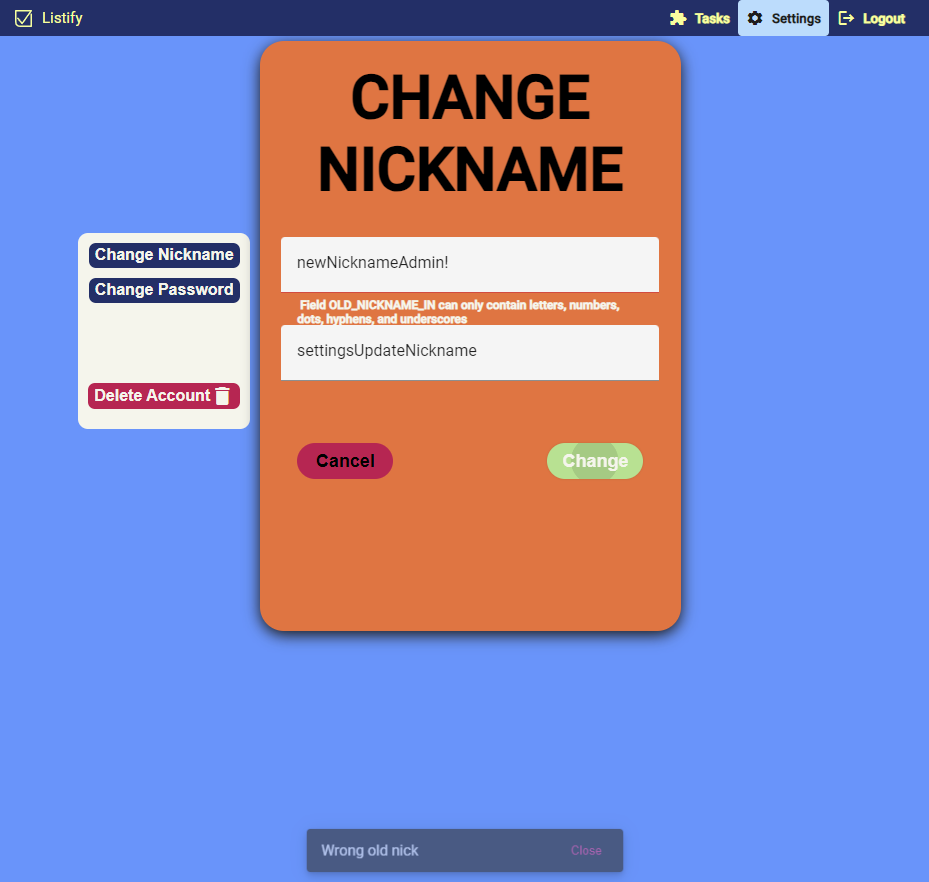 Listify
Tasks
Settings
Logout
CHANGE
NICKNAME
Change Nickname
Change Password
Delete Account
newNicknameAdmin!
Field OLD_NICKNAME_IN can only contain letters, numbers,
dots, hyphens, and underscores
settingsUpdateNickname
Cancel
Change
Wrong old nick
Close